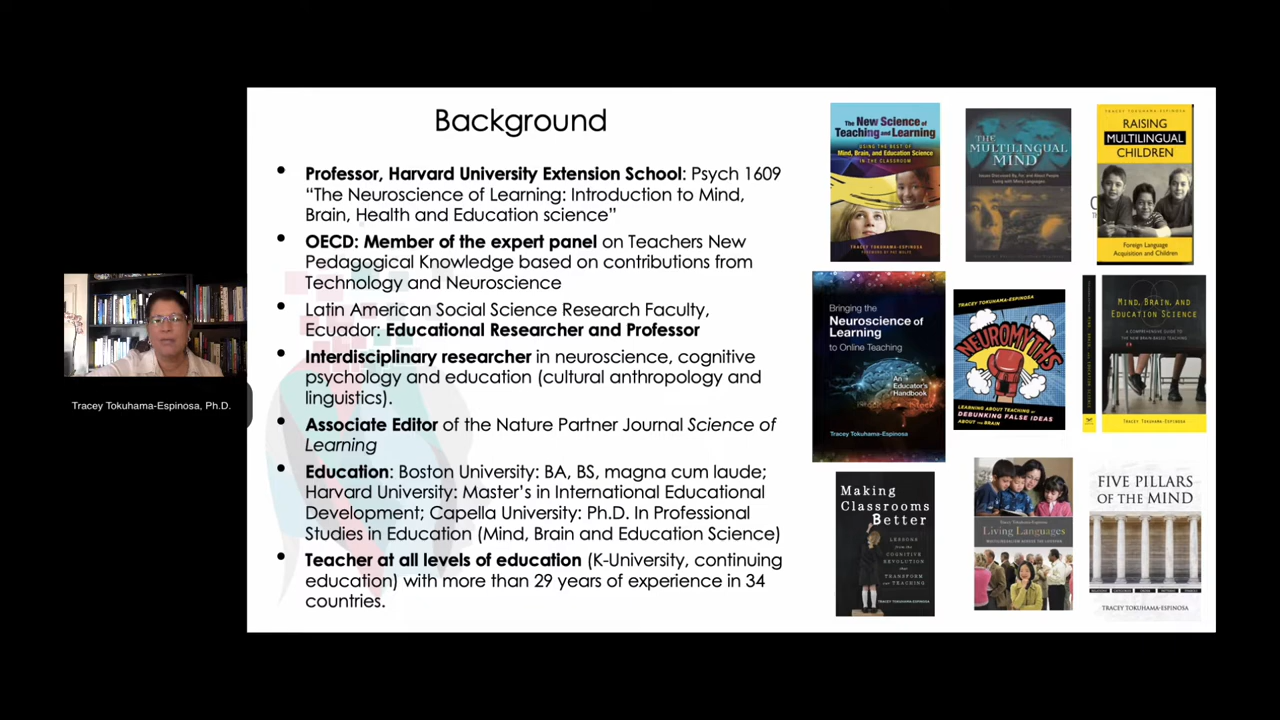 Background
• Professor, Harvard University Extension School: Psych 1609
"The Neuroscience of Learning: Introduction to Mind,
Brain, Health and Education science"
• OECD: Member of the expert panel on Teachers New
Pedagogical Knowledge based on contributions from
Technology and Neuroscience
• Latin American Social Science Research Faculty,
Ecuador: Educational Researcher and Professor
• Interdisciplinary researcher in neuroscience, cognitive
psychology and education (cultural anthropology and
linguistics).
• Associate Editor of the Nature Partner Journal Science of
Learning
• Education: Boston University: BA, BS, magna cum laude;
Harvard University: Master's in International Educational
Development; Capella University: Ph.D. In Professional
Studies in Education (Mind, Brain and Education Science)
• Teacher at all levels of education (K-University, continuing
education) with more than 29 years of experience in 34
countries.
Tracey Tokuhama-Espinosa, Ph.D.
The New Science of
Teaching and Learning
USING THE BEST OF
MIND, BRAIN, AND EDUCATION SCIENCE
IN THE CLASSROOM
TRACEY TOKUHAMA-ESPINOSA
THE
MULTILINGUAL
MIND
Issues Discussed By, For, and About People
Living with Many Languages
TRACEY TOKUHAMA-ESPINOSA
RAISING
MULTILINGUAL
CHILDREN
Foreign Language
Acquisition and Children
Bringing the
Neuroscience of
Learning
to Online Teaching
An
Educator's
Handbook
Tracey Tokuhama-Espinosa
TRACEY TOKUHAMA-ESPINOSA
NEUROMYTHS
LEARNING ABOUT TEACHING BY
DEBUNKING FALSE IDEAS
ABOUT THE BRAIN
MIND, BRAIN, AND
EDUCATION SCIENCE
A COMPREHENSIVE GUIDE TO
THE NEW BRAIN-BASED TEACHING
TRACEY TOKUHAMA-ESPINOSA
Making
Classrooms
Better
LESSONS
from the
COGNITIVE
REVOLUTION
that
TRANSFORM
our TEACHING
TRACEY TOKUHAMA-ESPINOSA
Tracey Tokuhama-Espinosa
Living Languages
MULTILINGUALISM ACROSS THE LIFESPAN
FIVE PILLARS
OF THE MIND
TRACEY TOKUHAMA-ESPINOSA